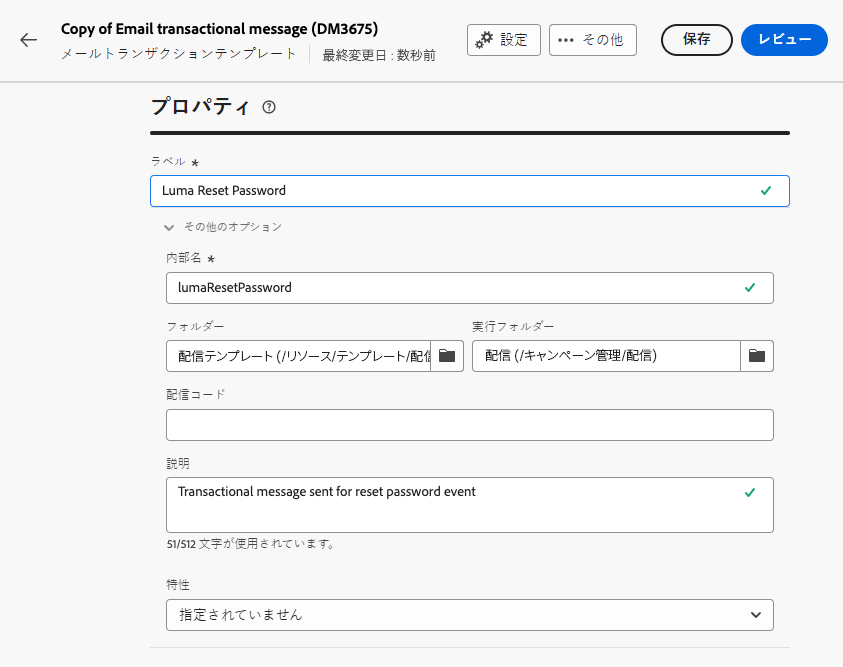 Copy of Email transactional message (DM3675)
メールトランザクションテンプレート 最終変更日 : 数秒前
設定
その他
保存
レビュー
プロパティ
ラベル *
Luma Reset Password
その他のオプション
内部名 *
lumaResetPassword
フォルダー
実行フォルダー
配信テンプレート (/リソース/テンプレート/配信
配信 (/キャンペーン管理/配信)
配信コード
説明
Transactional message sent for reset password event
51/512 文字が使用されています。
特性
指定されていません